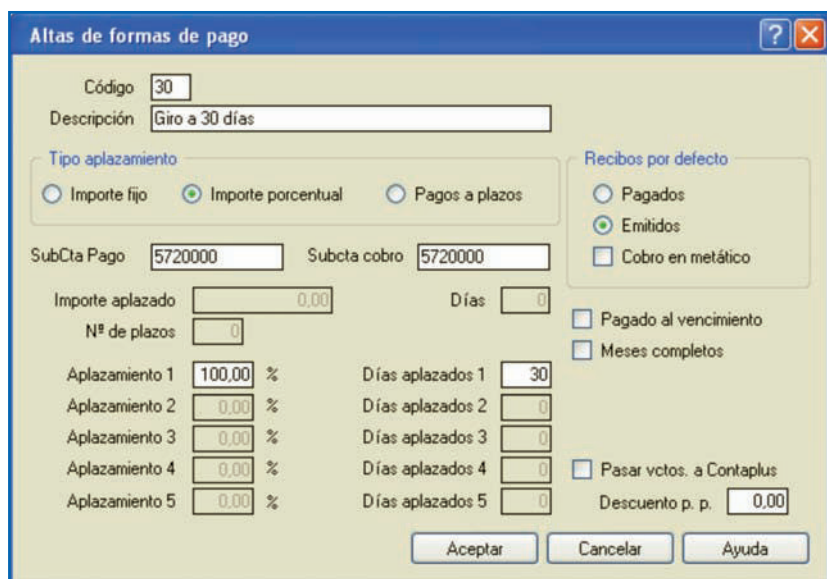 Altas de formas de pago
Código 30
Descripción Giro a 30 días
Tipo aplazamiento
Importe fijo Importe porcentual Pagos a plazos
Recibos por defecto
Pagados
Emitidos
Cobro en metático
SubCta Pago 5720000 Subcta cobro 5720000
Importe aplazado 0,00 Días 0
Nº de plazos 0
Pagado al vencimiento
Meses completos
Aplazamiento 1 100,00 % Días aplazados 1 30
Aplazamiento 2 0,00 % Días aplazados 2 0
Aplazamiento 3 0,00 % Días aplazados 3 0
Aplazamiento 4 0,00 % Días aplazados 4 0
Aplazamiento 5 0,00 % Días aplazados 5 0
Pasar vctos. a Contaplus
Descuento p. p. 0,00
Aceptar Cancelar Ayuda